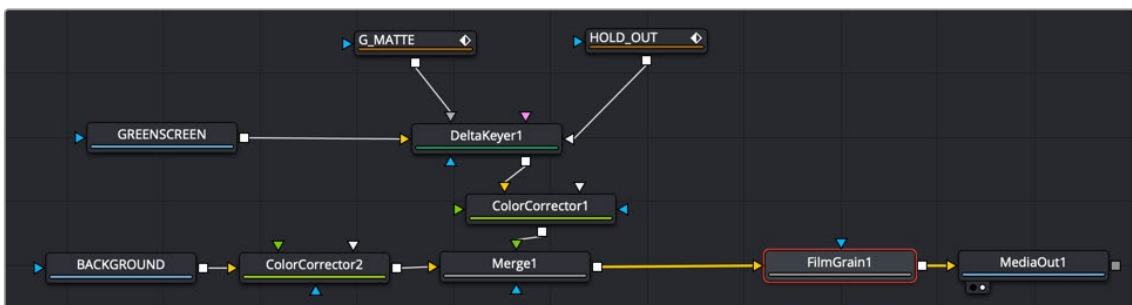 G_MATTE
HOLD_OUT
GREENSCREEN
DeltaKeyer1
ColorCorrector1
BACKGROUND
ColorCorrector2
Merge1
FilmGrain1
MediaOut1